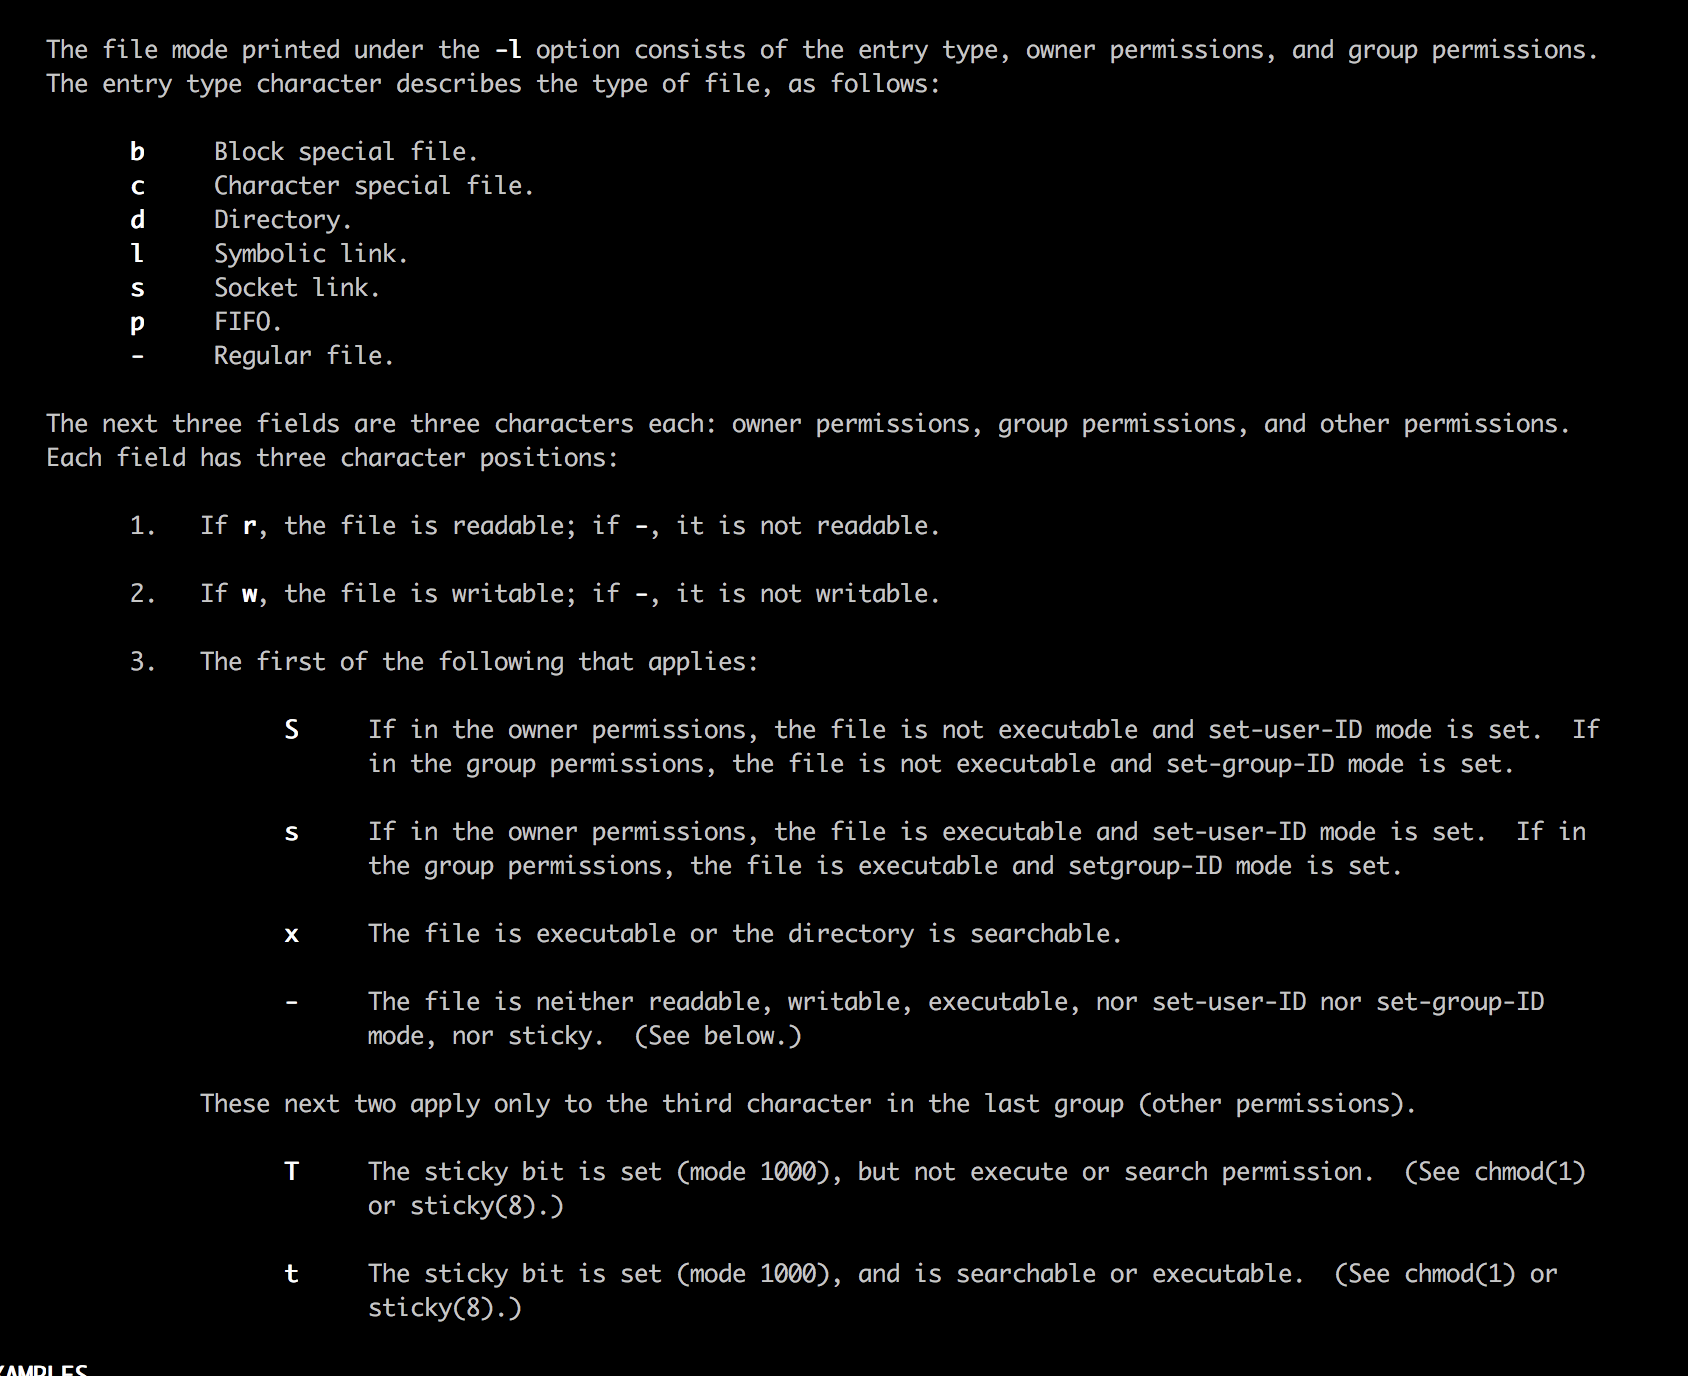 The file mode printed under the -l option consists of the entry type, owner permissions, and group permissions.
The entry type character describes the type of file, as follows:
b Block special file.
c Character special file.
d Directory.
l Symbolic link.
s Socket link.
p FIFO.
- Regular file.
The next three fields are three characters each: owner permissions, group permissions, and other permissions.
Each field has three character positions:
1. If r, the file is readable; if -, it is not readable.
2. If w, the file is writable; if -, it is not writable.
3. The first of the following that applies:
S If in the owner permissions, the file is not executable and set-user-ID mode is set. If
in the group permissions, the file is not executable and set-group-ID mode is set.
s If in the owner permissions, the file is executable and set-user-ID mode is set. If in
the group permissions, the file is executable and setgroup-ID mode is set.
x The file is executable or the directory is searchable.
- The file is neither readable, writable, executable, nor set-user-ID nor set-group-ID
mode, nor sticky. (See below.)
These next two apply only to the third character in the last group (other permissions).
T The sticky bit is set (mode 1000), but not execute or search permission. (See chmod(1)
or sticky(8).)
t The sticky bit is set (mode 1000), and is searchable or executable. (See chmod(1) or
sticky(8).)